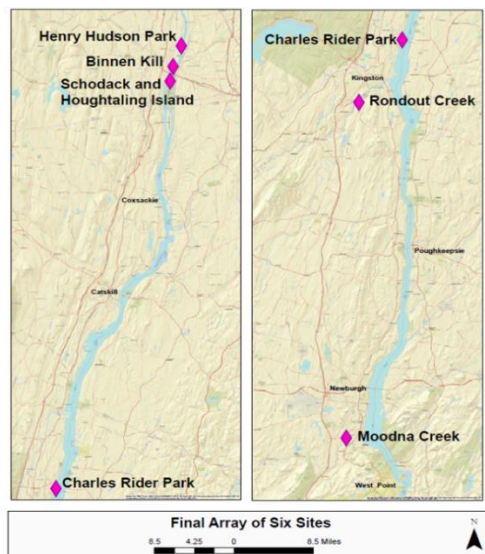 Henry Hudson Park
Binnen Kill
Schodack and
Houghtaling Island
Coxsackie
Catskill
Charles Rider Park
Charles Rider Park
Kingston
Rondout Creek
Poughkeepsie
Newburgh
Moodna Creek
West Point
Final Array of Six Sites
8.5 4.25 0 8.5 Miles
N